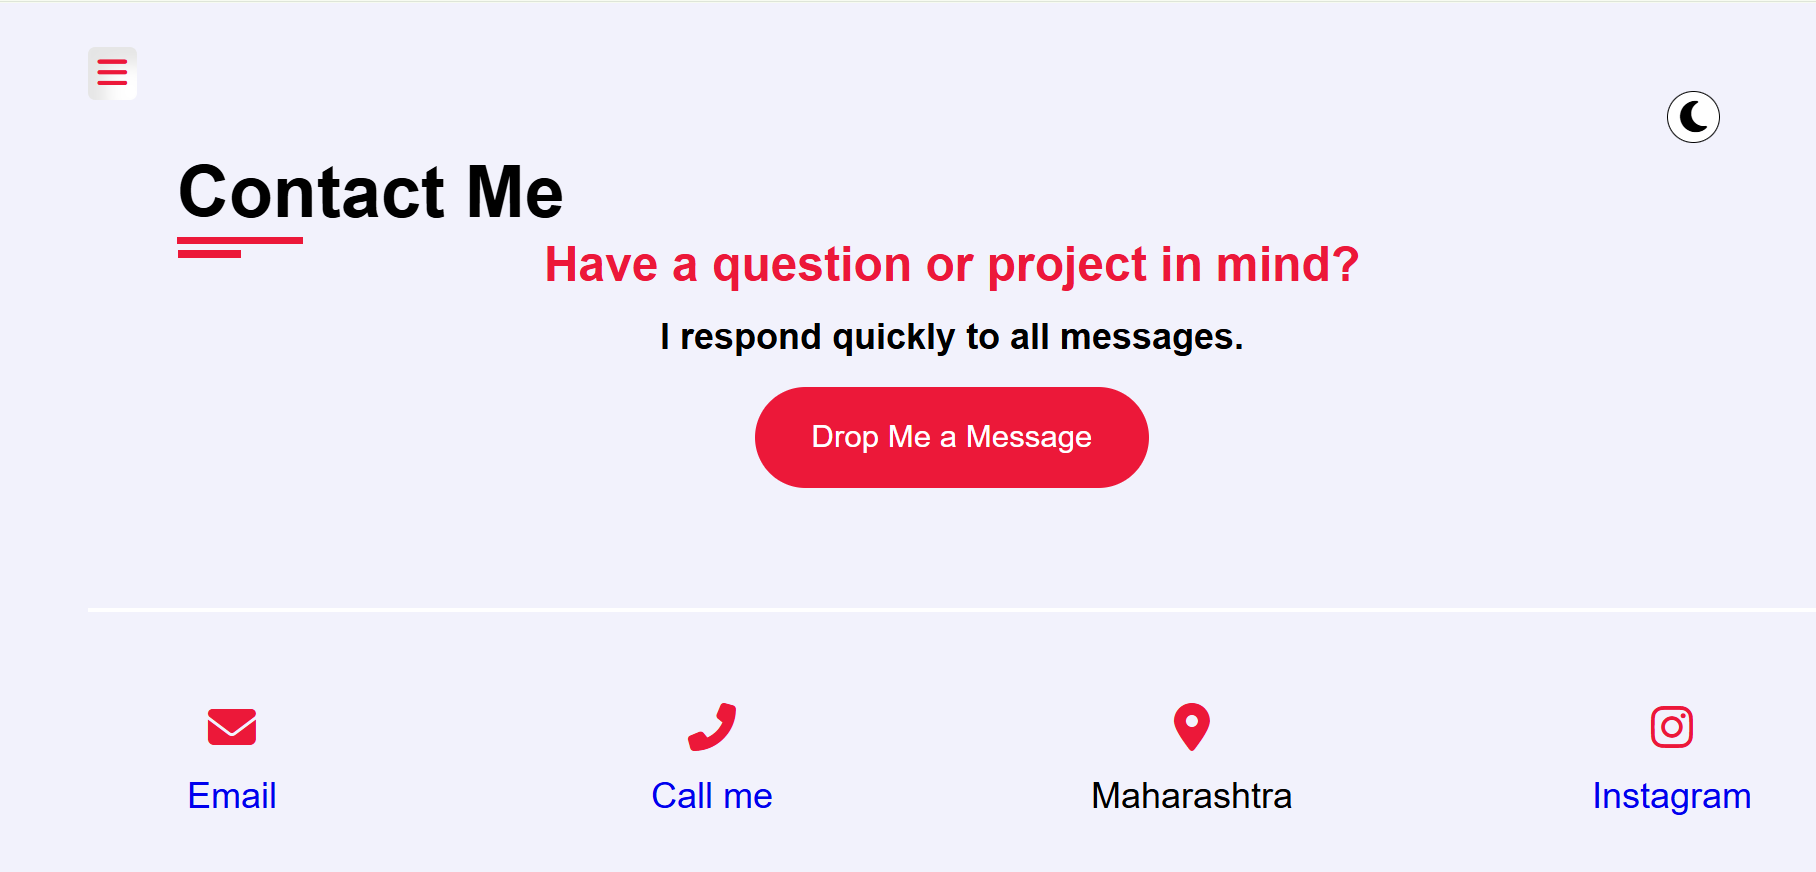 Contact Me
Have a question or project in mind?
I respond quickly to all messages.
Drop Me a Message
Email
Call me
Maharashtra
Instagram